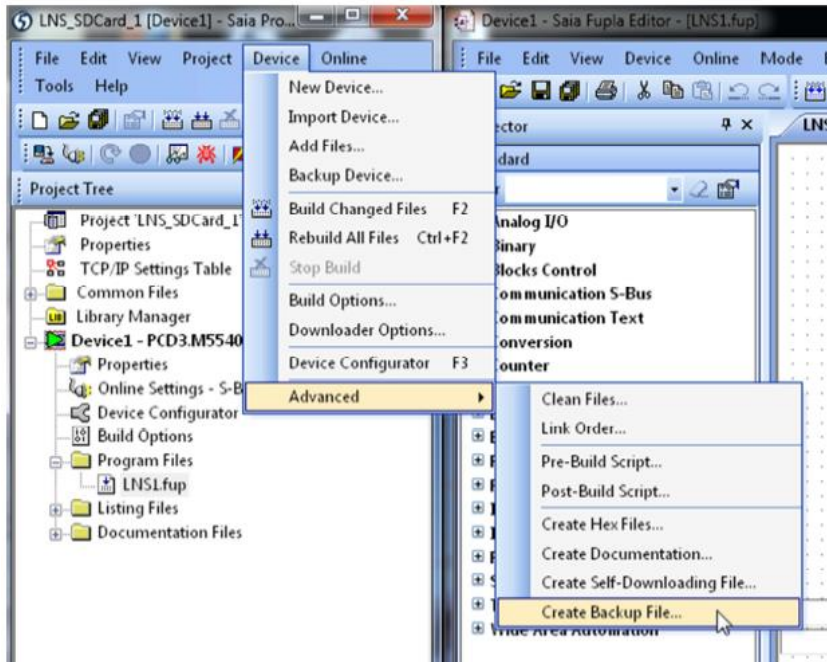 LNS_SDCard_1 [Device1] - Saia Pro...
File Edit View Project Device Online
Tools Help
Project Tree
Project 'LNS_SDCard_1'
Properties
TCP/IP Settings Table
Common Files
Library Manager
Device1 - PCD3.M5540
Properties
Online Settings - S-B
Device Configurator
Build Options
Program Files
LNS1.fup
Listing Files
Documentation Files
New Device...
Import Device...
Add Files...
Backup Device...
Build Changed Files F2
Rebuild All Files Ctrl+F2
Stop Build
Build Options...
Downloader Options...
Device Configurator F3
Advanced
Clean Files...
Link Order...
Pre-Build Script...
Post-Build Script...
Create Hex Files...
Create Documentation...
Create Self-Downloading File...
Create Backup File...
Device1 - Saia Fupla Editor - [LNS1.fup]
File Edit View Device Online Mode
LNS
Analog I/O
Binary
Blocks Control
Communication S-Bus
Communication Text
Conversion
Counter
Wide Area Automation